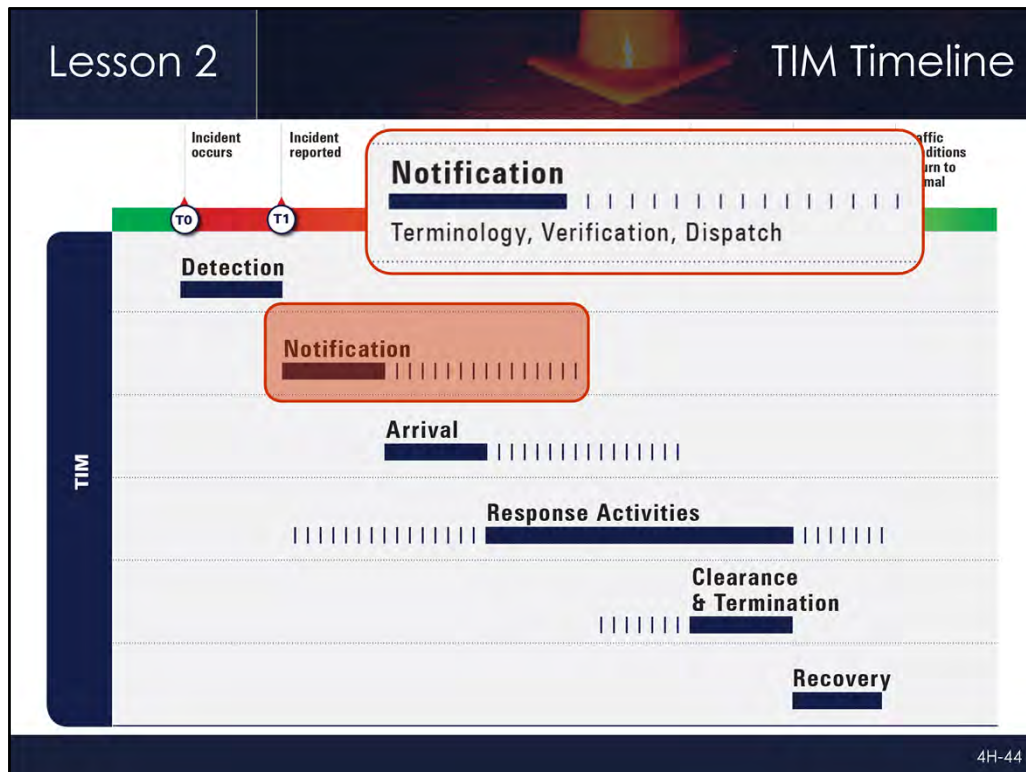 Lesson 2
TIM Timeline
Incident
occurs
Incident
reported
T0
T1
Notification
Terminology, Verification, Dispatch
Detection
Notification
Arrival
TIM
Response Activities
Clearance
& Termination
Recovery
4H-44